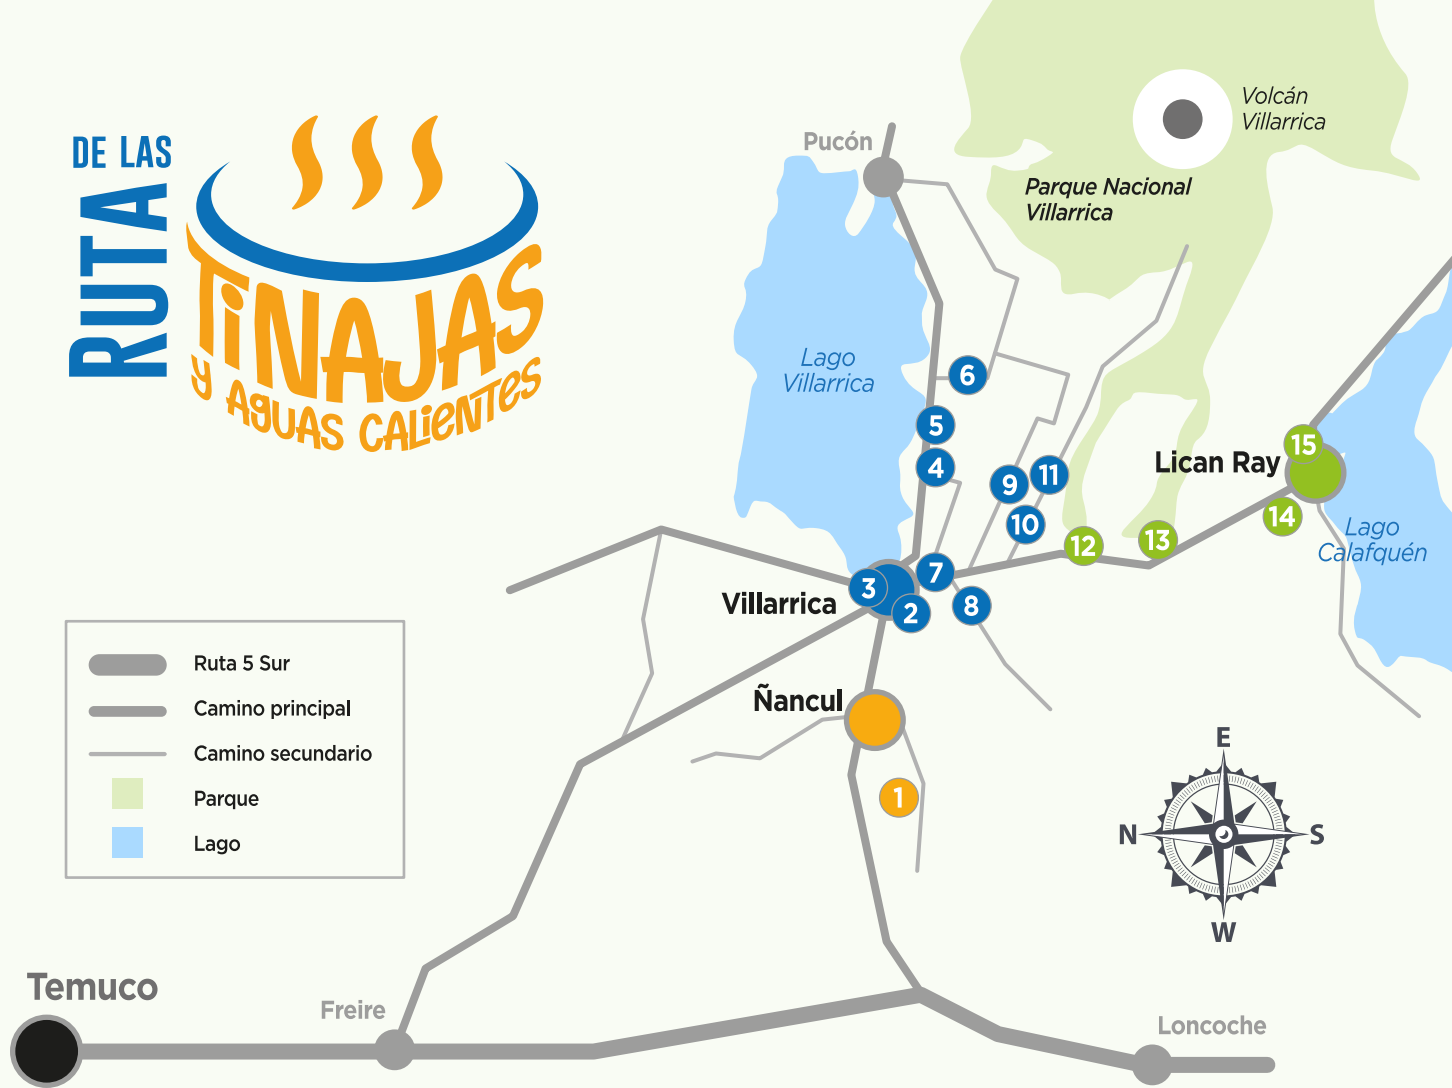 RUTA
DE LAS
TiNAJAS
Y AGUAS CALiENTES
Pucón
Volcán
Villarrica
Parque Nacional
Villarrica
Lago
Villarrica
6
5
4
9
11
10
Lican Ray
15
14
12
13
Lago
Calafquén
Villarrica
3
7
2
8
Ñancul
1
Ruta 5 Sur
Camino principal
Camino secundario
Parque
Lago
E
N
S
W
Temuco
Freire
Loncoche